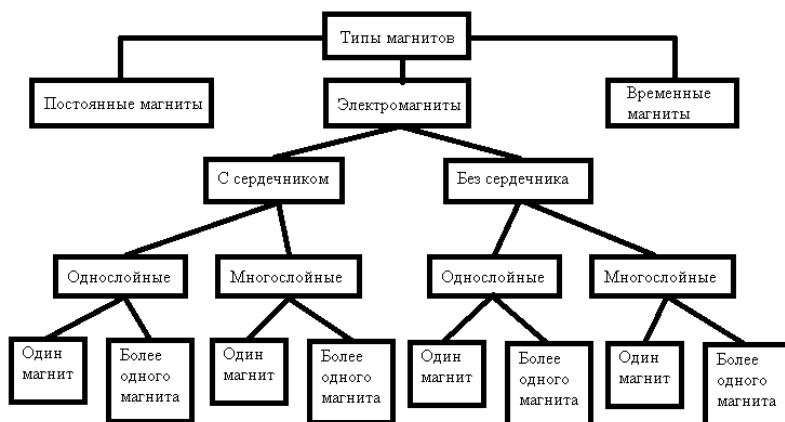 Типы магнитов
Постоянные магниты
Электромагниты
Временные
магниты
С сердечником
Без сердечника
Однослойные
Многослойные
Однослойные
Многослойные
Один
магнит
Более
одного
магнита
Один
магнит
Более
одного
магнита
Один
магнит
Более
одного
магнита
Один
магнит
Более
одного
магнита